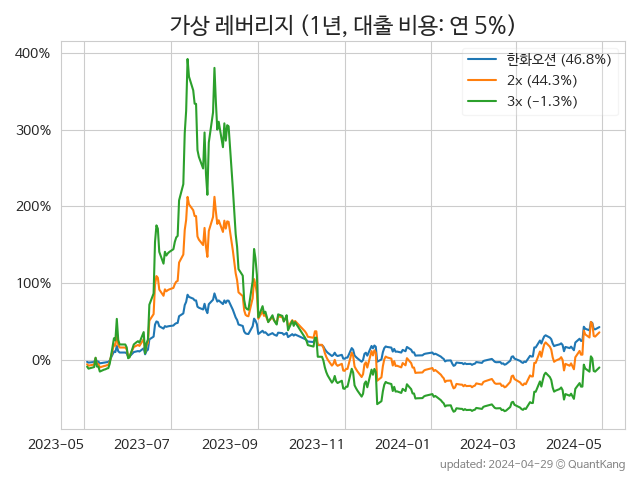 가상 레버리지 (1년, 대출 비용: 연 5%)
한화오션 (46.8%)
2x (44.3%)
3x (−1.3%)
400%
300%
200%
100%
0%
2023-05 2023-07 2023-09 2023-11 2024-01 2024-03 2024-05
updated: 2024-04-29 © QuantKang